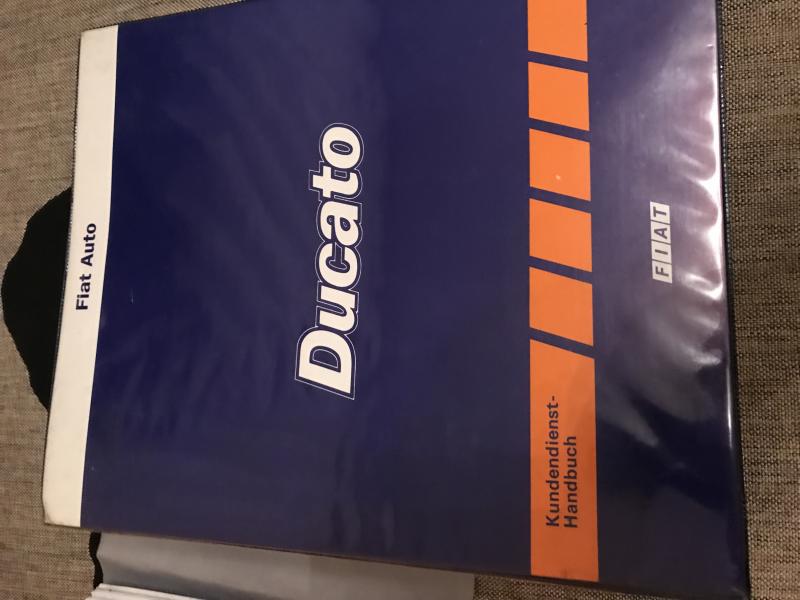 Fiat Auto
Ducato
Kundendienst-
Handbuch
FIAT